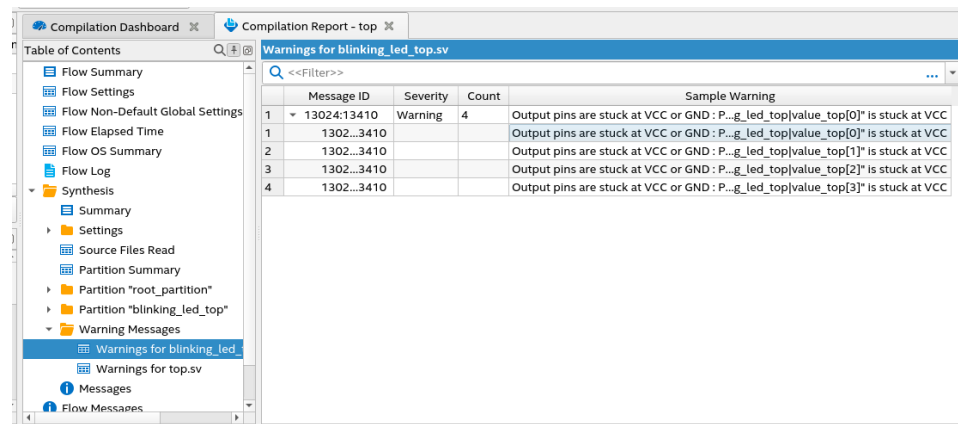 Compilation Dashboard
Compilation Report - top
Table of Contents
Flow Summary
Flow Settings
Flow Non-Default Global Settings
Flow Elapsed Time
Flow OS Summary
Flow Log
Synthesis
Summary
Settings
Source Files Read
Partition Summary
Partition "root_partition"
Partition "blinking_led_top"
Warning Messages
Warnings for blinking_led_
Warnings for top.sv
Messages
Flow Messages
Warnings for blinking_led_top.sv
<<Filter>>
...
Message ID Severity Count Sample Warning
1 13024:13410 Warning 4 Output pins are stuck at VCC or GND : P...g_led_top|value_top[0]" is stuck at VCC
1 1302...3410 Output pins are stuck at VCC or GND : P...g_led_top|value_top[0]" is stuck at VCC
2 1302...3410 Output pins are stuck at VCC or GND : P...g_led_top|value_top[1]" is stuck at VCC
3 1302...3410 Output pins are stuck at VCC or GND : P...g_led_top|value_top[2]" is stuck at VCC
4 1302...3410 Output pins are stuck at VCC or GND : P...g_led_top|value_top[3]" is stuck at VCC